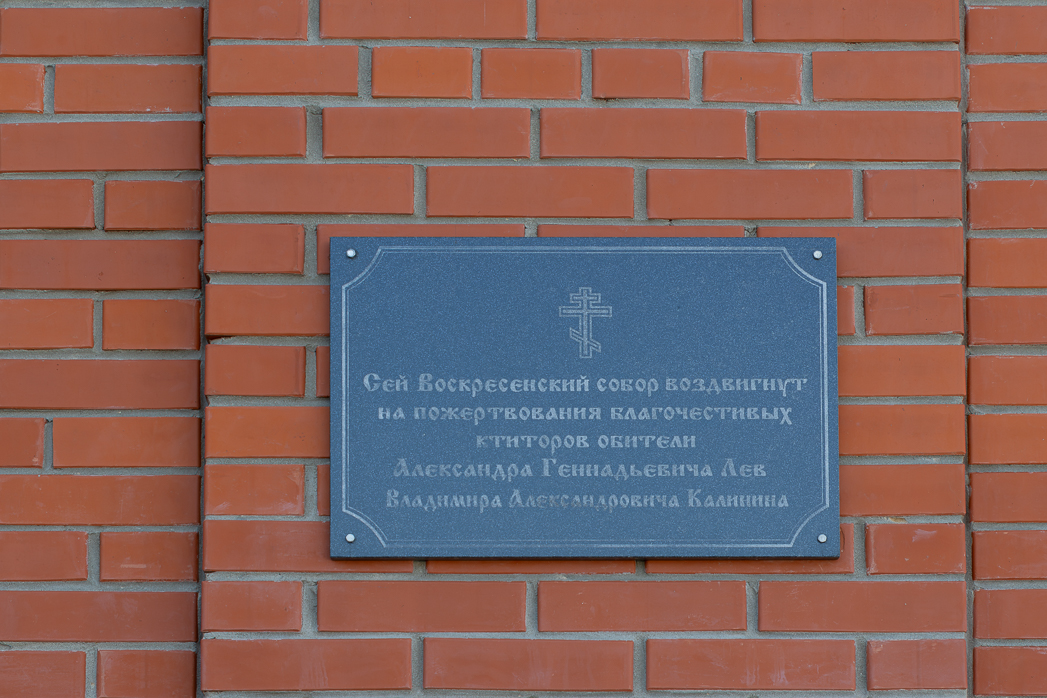 Сей Воскресенский собор воздвигнут
на пожертвования благочестивых
ктиторов обители
Александра Геннадьевича Лев
Владимира Александровича Калинина